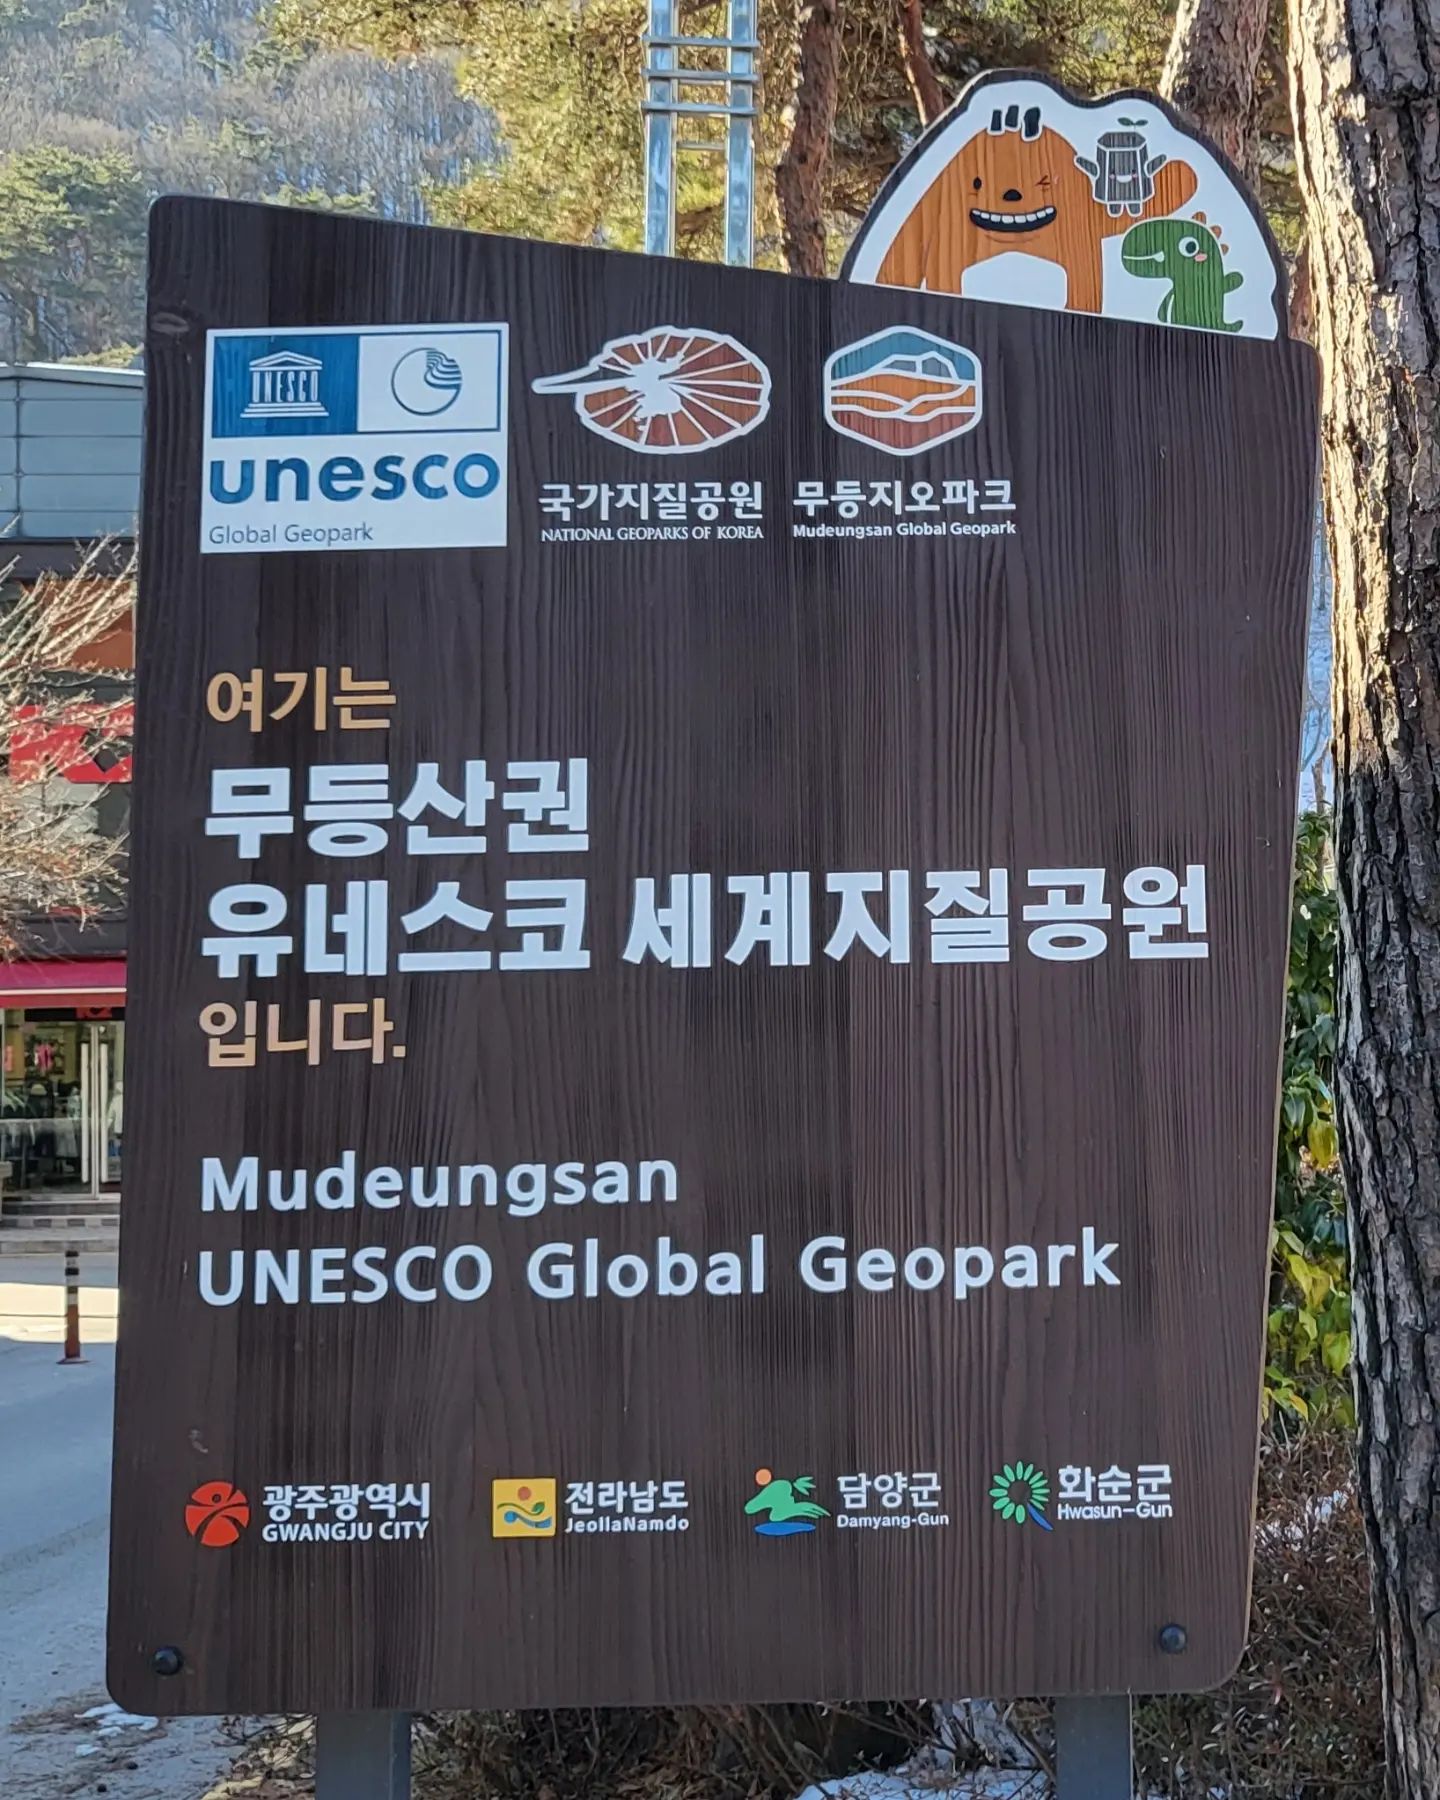 UNESCO
unesco
Global Geopark
국가지질공원
NATIONAL GEOPARKS OF KOREA
무등지오파크
Mudeungsan Global Geopark
여기는
무등산권
유네스코 세계지질공원
입니다.
Mudeungsan
UNESCO Global Geopark
광주광역시
GWANGJU CITY
전라남도
JeollaNamdo
담양군
Damyang-Gun
화순군
Hwasun-Gun